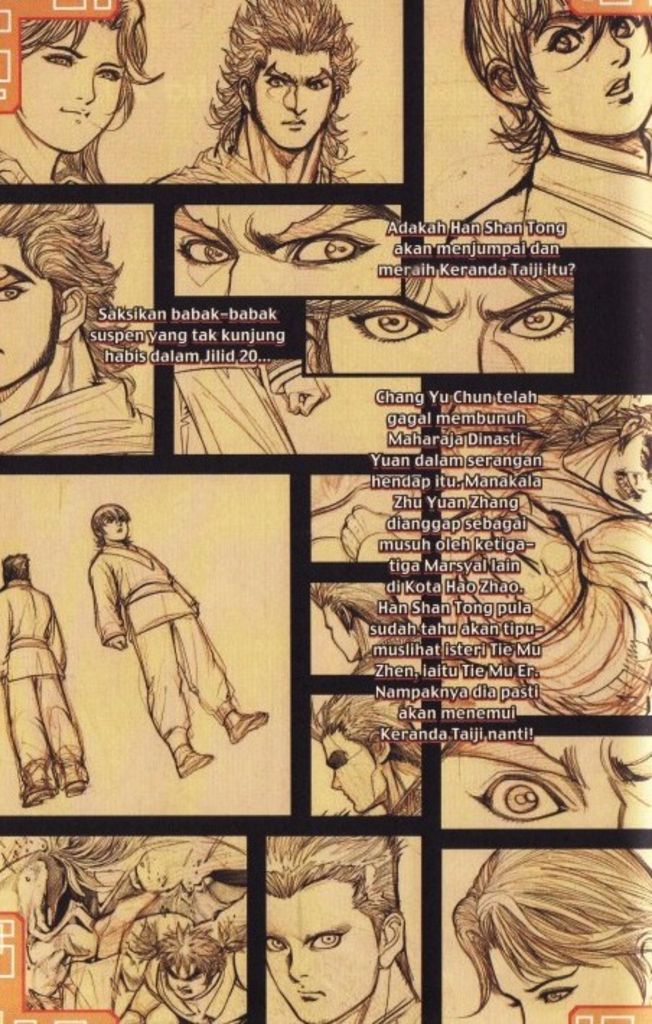 Adakah Han Shan Tong
akan menjumpai dan
meraih Keranda Taiji itu?
Saksikan babak-babak
suspen yang tak kunjung
habis dalam Jilid 20...
Chang Yu Chun telah
gagal membunuh
Maharaja Dinasti
Yuan dalam serangan
hendap itu. Manakala
Zhu Yuan Zhang
dianggap sebagai
musuh oleh ketiga-
tiga Marsyal lain
di Kota Hao Zhao.
Han Shan Tong pula
sudah tahu akan tipu-
muslihat isteri Tie Mu
Zhen, iaitu Tie Mu Er.
Nampaknya dia pasti
akan menemui
Keranda Taiji nanti!